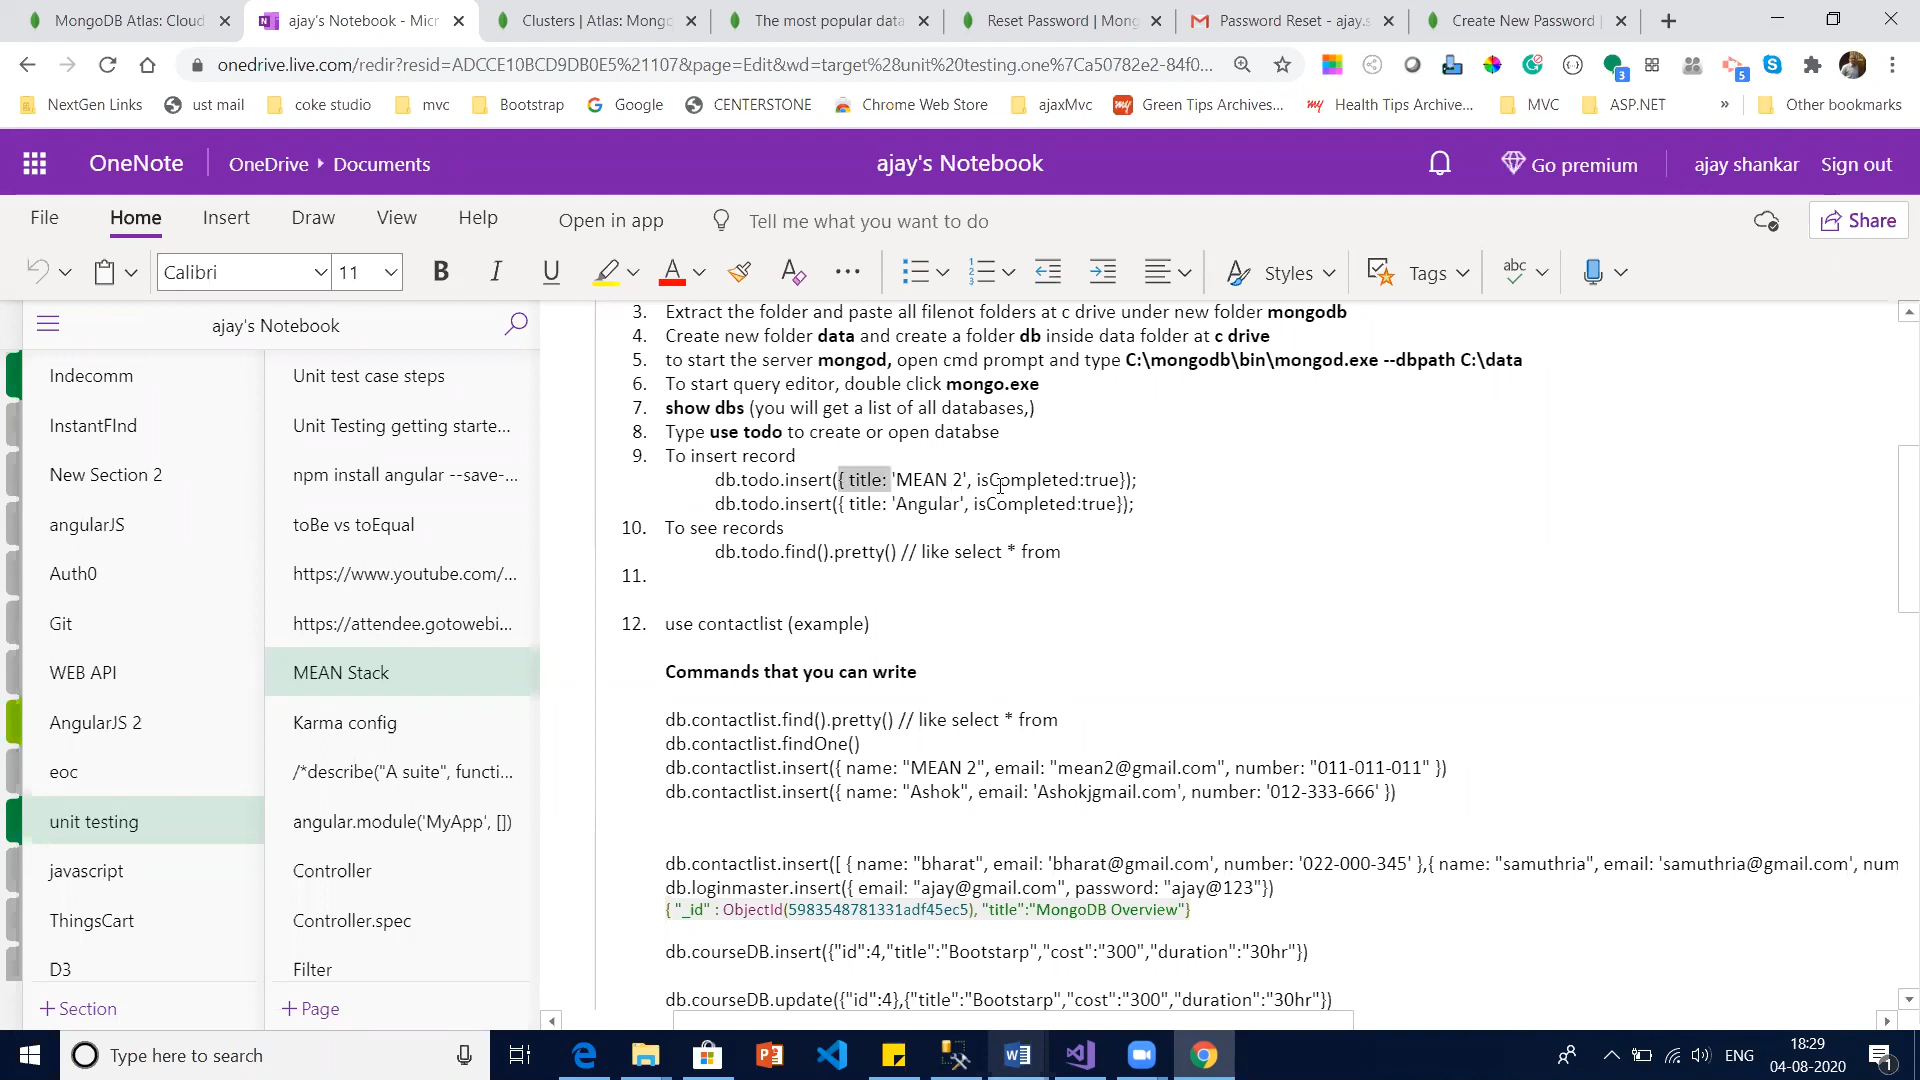 MongoDB Atlas: Cloud
ajay's Notebook - Micr
Clusters | Atlas: Mongo
The most popular data
Reset Password | Mong
Password Reset - ajay.s
Create New Password |
onedrive.live.com/redir?resid=ADCCE10BCD9DB0E5%21107&page=Edit&wd=target%28unit%20testing.one%7Ca50782e2-84f0...
3
5
NextGen Links
ust mail
coke studio
mvc
Bootstrap
Google
CENTERSTONE
Chrome Web Store
ajaxMvc
Green Tips Archives...
Health Tips Archive...
MVC
ASP.NET
»
Other bookmarks
OneNote
OneDrive
Documents
ajay's Notebook
Go premium
ajay shankar
Sign out
File
Home
Insert
Draw
View
Help
Open in app
Tell me what you want to do
Share
Calibri
11
B
I
U
Styles
Tags
abc
ajay's Notebook
Indecomm
InstantFInd
New Section 2
angularJS
Auth0
Git
WEB API
AngularJS 2
eoc
unit testing
javascript
ThingsCart
D3
+ Section
Unit test case steps
Unit Testing getting starte...
npm install angular --save-
toBe vs toEqual
https://www.youtube.com/...
https://attendee.gotowebi...
MEAN Stack
Karma config
/*describe("A suite", functi...
angular.module('MyApp', [])
Controller
Controller.spec
Filter
+ Page
3. Extract the folder and paste all filenot folders at c drive under new folder mongodb
4. Create new folder data and create a folder db inside data folder at c drive
5. to start the server mongod, open cmd prompt and type C:\mongodb\bin\mongod.exe --dbpath C:\data
6. To start query editor, double click mongo.exe
7. show dbs (you will get a list of all databases,)
8. Type use todo to create or open databse
9. To insert record
db.todo.insert({ title: 'MEAN 2', isCompleted:true});
db.todo.insert({ title: 'Angular', isCompleted:true});
10. To see records
db.todo.find().pretty() // like select * from
11.
12. use contactlist (example)
Commands that you can write
db.contactlist.find().pretty() // like select * from
db.contactlist.findOne()
db.contactlist.insert({ name: "MEAN 2", email: "mean2@gmail.com", number: "011-011-011" })
db.contactlist.insert({ name: "Ashok", email: 'Ashokjgmail.com', number: '012-333-666' })
db.contactlist.insert([ { name: "bharat", email: 'bharat@gmail.com', number: '022-000-345' },{ name: "samuthria", email: 'samuthria@gmail.com', num
db.loginmaster.insert({ email: "ajay@gmail.com", password: "ajay@123"})
{ "_id" : ObjectId(5983548781331adf45ec5), "title":"MongoDB Overview"}
db.courseDB.insert({"id":4,"title":"Bootstarp","cost":"300","duration":"30hr"})
db.courseDB.update({"id":4},{"title":"Bootstarp","cost":"300","duration":"30hr"})
Type here to search
ENG
18:29
04-08-2020
1